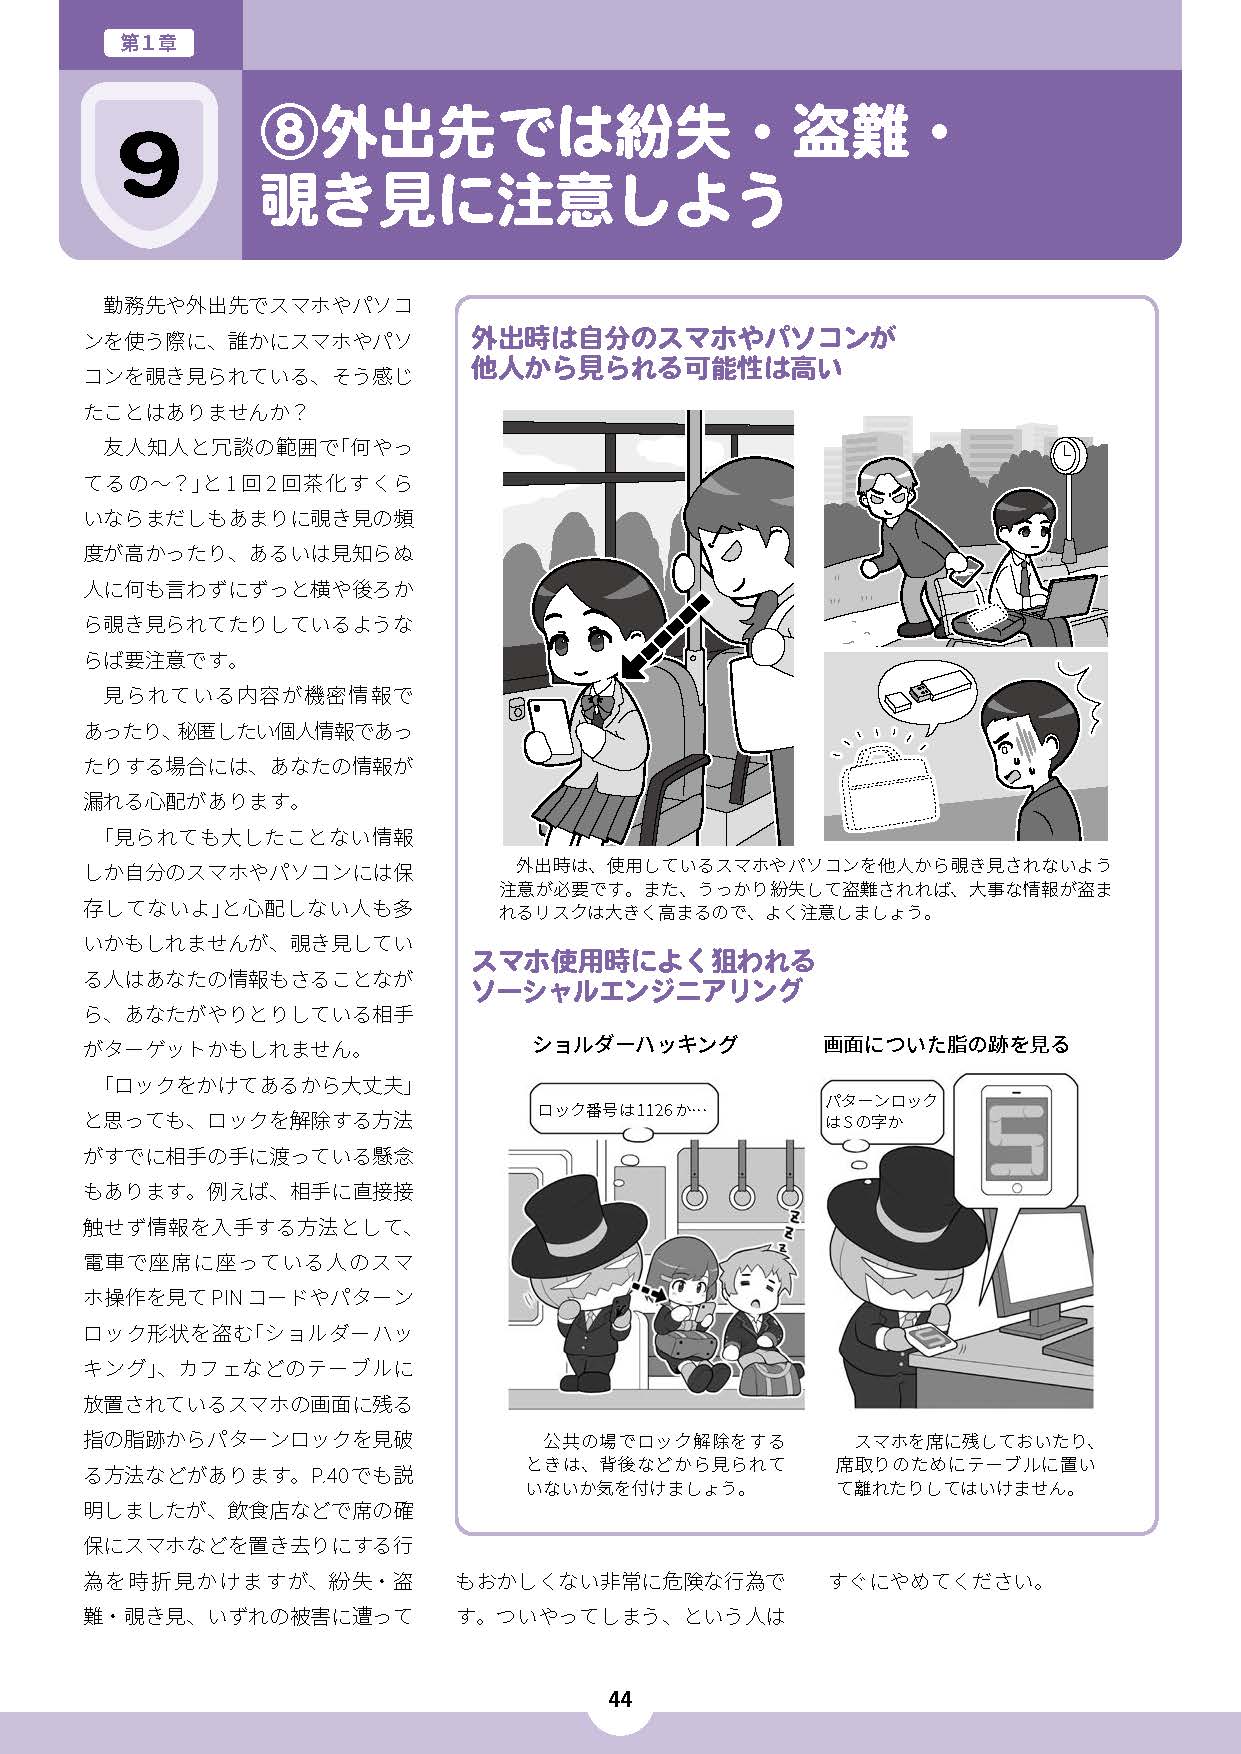 第1章
9
⑧外出先では紛失・盗難・
覗き見に注意しよう
勤務先や外出先でスマホやパソコ
ンを使う際に、誰かにスマホやパソ
コンを覗き見られている、そう感じ
たことはありませんか？
友人知人と冗談の範囲で「何やっ
てるの〜？」と1回2回茶化すくら
いならまだしもあまりに覗き見の頻
度が高かったり、あるいは見知らぬ
人に何も言わずにずっと横や後ろか
ら覗き見られてたりしているような
らば要注意です。
見られている内容が機密情報で
あったり、秘匿したい個人情報であっ
たりする場合には、あなたの情報が
漏れる心配があります。
「見られても大したことない情報
しか自分のスマホやパソコンには保
存してないよ」と心配しない人も多
いかもしれませんが、覗き見してい
る人はあなたの情報もさることなが
ら、あなたがやりとりしている相手
がターゲットかもしれません。
「ロックをかけてあるから大丈夫」
と思っても、ロックを解除する方法
がすでに相手の手に渡っている懸念
もあります。例えば、相手に直接接
触せず情報を入手する方法として、
電車で座席に座っている人のスマ
ホ操作を見てPINコードやパターン
ロック形状を盗む「ショルダーハッ
キング」、カフェなどのテーブルに
放置されているスマホの画面に残る
指の脂跡からパターンロックを見破
る方法などがあります。P.40でも説
明しましたが、飲食店などで席の確
保にスマホなどを置き去りにする行
為を時折見かけますが、紛失・盗
難・覗き見、いずれの被害に遭って
外出時は自分のスマホやパソコンが
他人から見られる可能性は高い
外出時は、使用しているスマホやパソコンを他人から覗き見されないよう
注意が必要です。また、うっかり紛失して盗難されれば、大事な情報が盗ま
れるリスクは大きく高まるので、よく注意しましょう。
スマホ使用時によく狙われる
ソーシャルエンジニアリング
ショルダーハッキング
ロック番号は1126か…
z
z
z
公共の場でロック解除をする
ときは、背後などから見られて
いないか気を付けましょう。
画面についた脂の跡を見る
パターンロック
はSの字か
スマホを席に残しておいたり、
席取りのためにテーブルに置い
て離れたりしてはいけません。
もおかしくない非常に危険な行為で
す。ついやってしまう、という人は
すぐにやめてください。
44